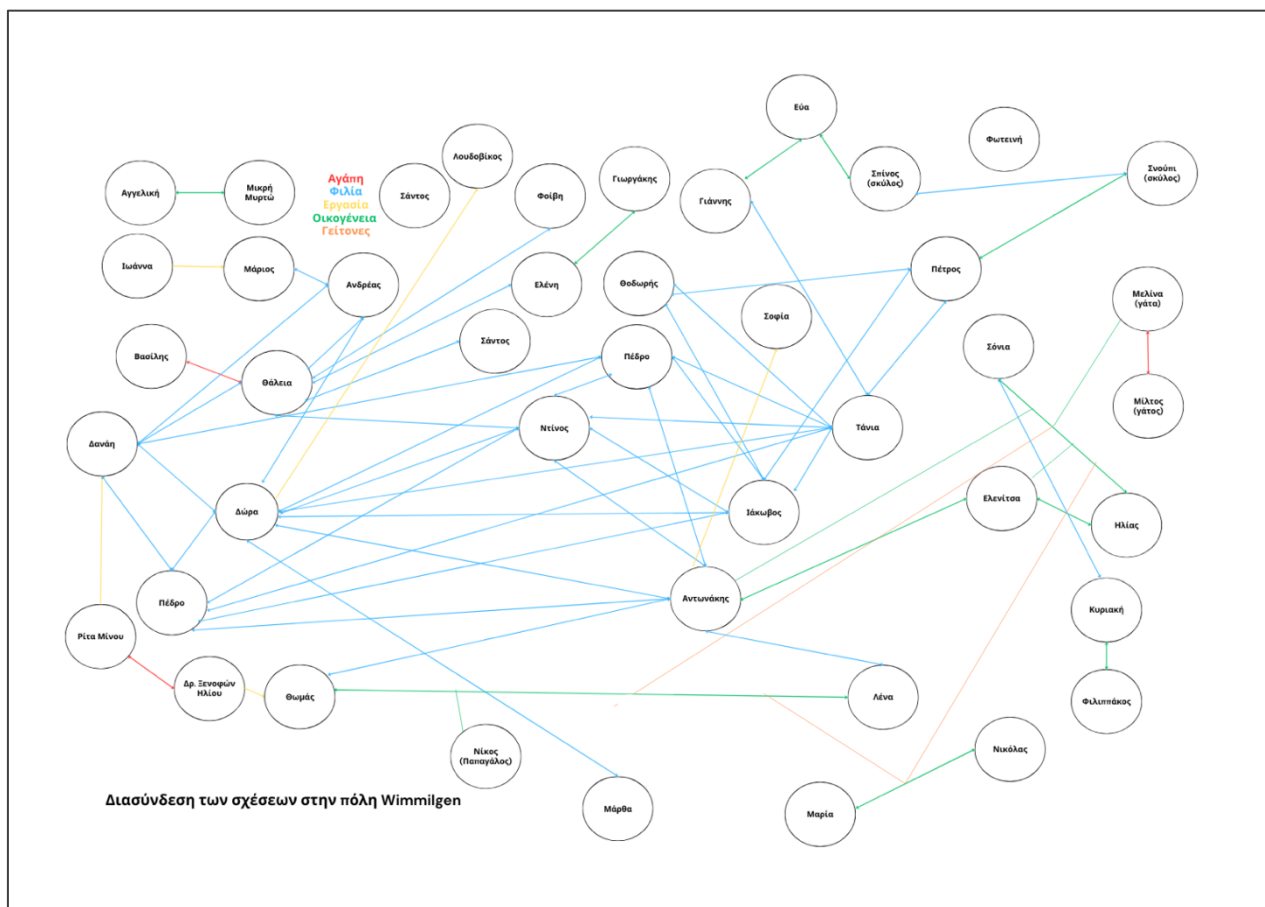 Εύα
Φωτεινή
Λουδοβίκος
Σπίνος
(σκύλος)
Σνούπι
(σκύλος)
Αγγελική
Μικρή
Μυρτώ
Αγάπη
Φιλία
Εργασία
Οικογένεια
Γείτονες
Σάντος
Φοίβη
Γιωργάκης
Γιάννης
Ιωάννα
Μάριος
Ανδρέας
Ελένη
Θοδωρής
Πέτρος
Σοφία
Μελίνα
(γάτα)
Βασίλης
Θάλεια
Σάντος
Πέδρο
Σόνια
Μίλτος
(γάτος)
Δανάη
Ντίνος
Τάνια
Δώρα
Ιάκωβος
Ελενίτσα
Ηλίας
Πέδρο
Αντωνάκης
Κυριακή
Ρίτα Μίνου
Δρ. Ξενοφών
Ηλίου
Θωμάς
Λένα
Φιλιππάκος
Νίκος
(Παπαγάλος)
Νικόλας
Διασύνδεση των σχέσεων στην πόλη Wimmilgen
Μάρθα
Μαρία